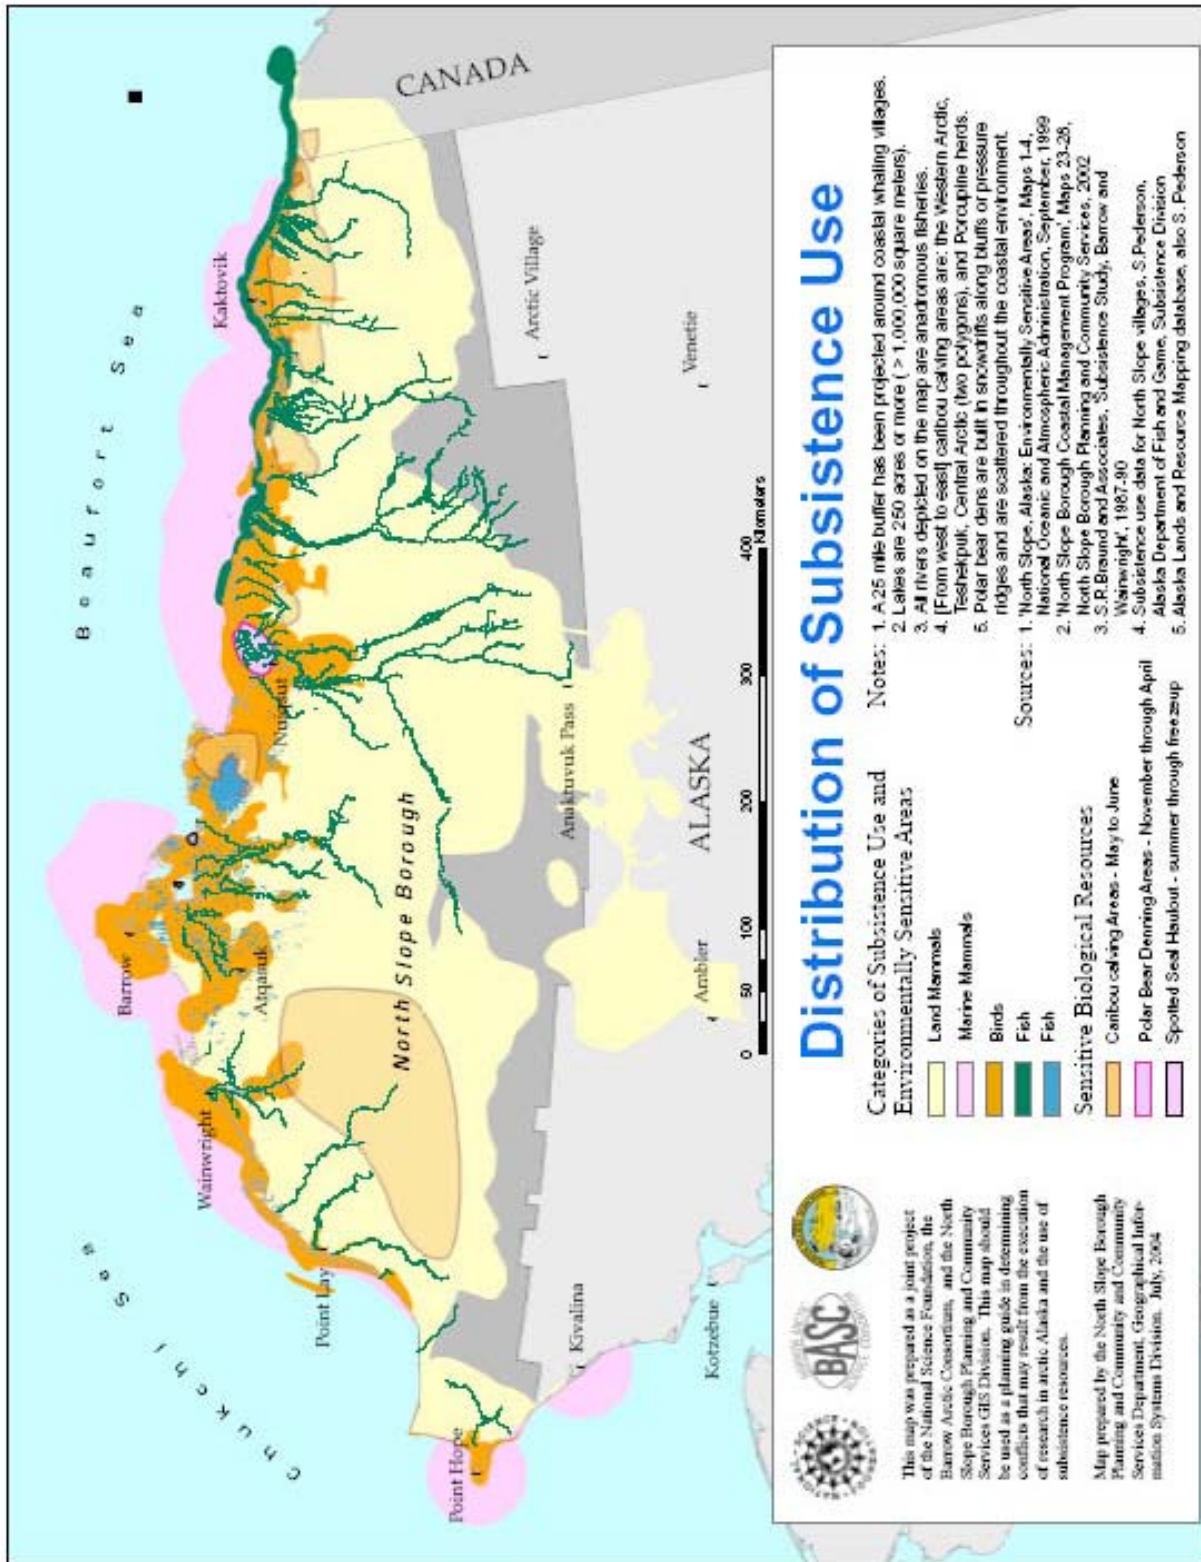 Beaufort Sea
Chukchi Sea
CANADA
Kaktovik
Barrow
Wainwright
Atqasuk
Nuiqsut
Point Lay
Point Hope
North Slope Borough
Arctic Village
Venetie
Anaktuvuk Pass
ALASKA
Ambler
Kivalina
Kotzebue
0 50 100 200 300 400
Kilometers
Distribution of Subsistence Use
Categories of Subsistence Use and
Environmentally Sensitive Areas
Land Mammals
Marine Mammals
Birds
Fish
Fish
Sensitive Biological Resources
Caribou calving Areas - May to June
Polar Bear Denning Areas - November through April
Spotted Seal Haulout - summer through freezeup
Notes: 1. A 25 mile buffer has been projected around coastal whaling villages.
2. Lakes are 250 acres or more ( > 1,000,000 square meters).
3. All rivers depicted on the map are anadromous fisheries.
4. [From west to east] caribou calving areas are: the Western Arctic,
Teshekpuk, Central Arctic (two polygons), and Porcupine herds.
5. Polar bear dens are built in snowdrifts along bluffs or pressure
ridges and are scattered throughout the coastal environment.
Sources: 1. 'North Slope, Alaska: Environmentally Sensitive Areas', Maps 1-4,
National Oceanic and Atmospheric Administration, September, 1999
2. 'North Slope Borough Coastal Management Program', Maps 23-28,
North Slope Borough Planning and Community Services, 2002
3. S.R.Braund and Associates, 'Subsistence Study, Barrow and
Wainwright', 1987-90
4. Subsistence use data for North Slope villages, S.Pederson,
Alaska Department of Fish and Game, Subsistence Division
5. Alaska Lands and Resource Mapping database, also S. Pederson
NATIONAL SCIENCE FOUNDATION
BASC
This map was prepared as a joint project
of the National Science Foundation, the
Barrow Arctic Consortium, and the North
Slope Borough Planning and Community
Services GIS Division. This map should
be used as a planning guide in determining
conflicts that may result from the execution
of research in arctic Alaska and the use of
subsistence resources.
Map prepared by the North Slope Borough
Planning and Community and Community
Services Department, Geographical Infor-
mation Systems Division. July, 2004